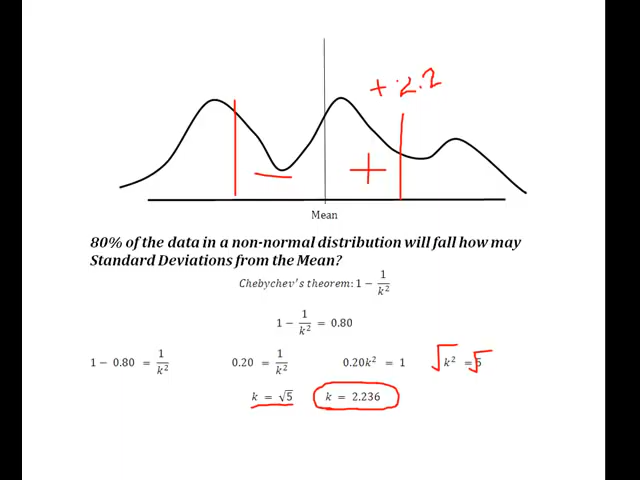 +2.2
− +
Mean
80% of the data in a non-normal distribution will fall how may
Standard Deviations from the Mean?
Chebychev's theorem: 1 − 1/k²
1 − 1/k² = 0.80
1 − 0.80 = 1/k² 0.20 = 1/k² 0.20k² = 1 √k² = √5
k = √5 k = 2.236